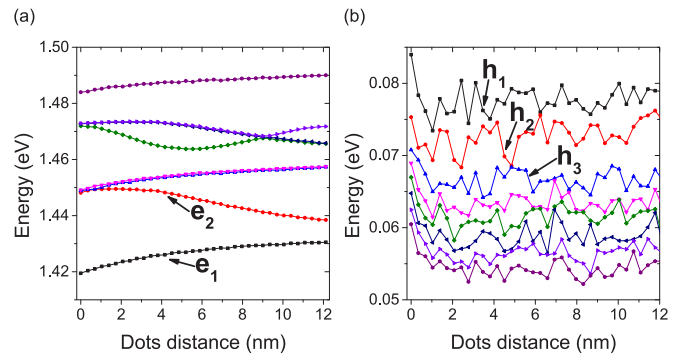 (a)
(b)
1.50
1.48
1.46
1.44
1.42
Energy (eV)
e2
e1
0 2 4 6 8 10 12
Dots distance (nm)
0.08
0.07
0.06
0.05
Energy (eV)
h1
h2
h3
0 2 4 6 8 10 12
Dots distance (nm)